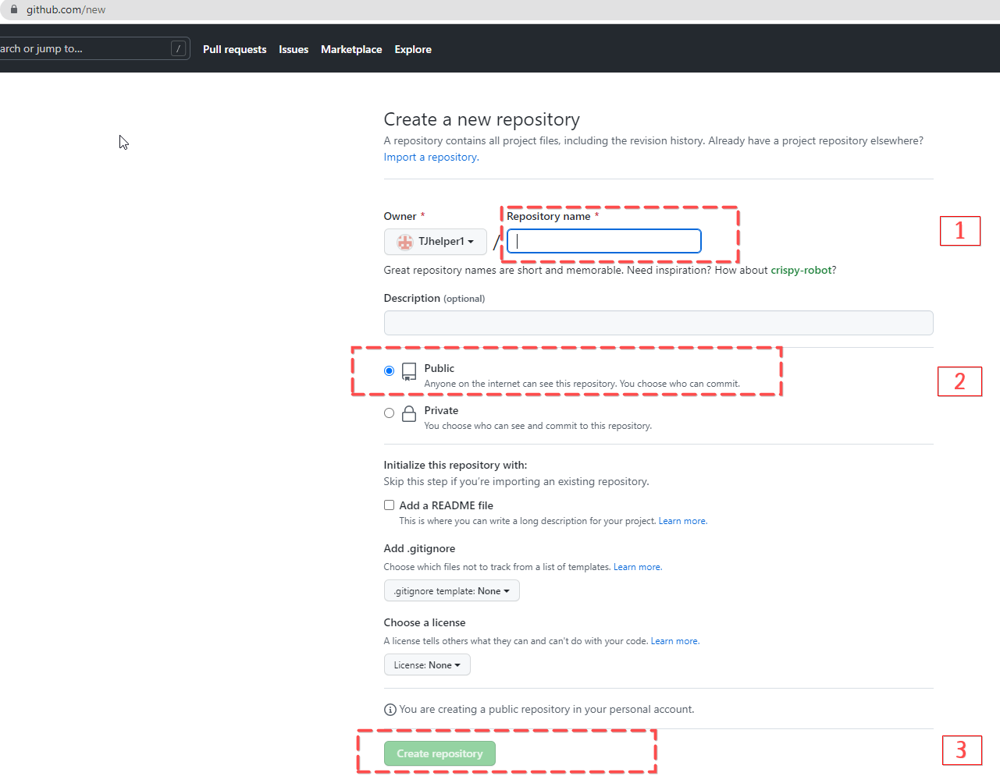 github.com/new
arch or jump to... / Pull requests Issues Marketplace Explore
Create a new repository
A repository contains all project files, including the revision history. Already have a project repository elsewhere?
Import a repository.
Owner * Repository name *
TJhelper1 /
1
Great repository names are short and memorable. Need inspiration? How about crispy-robot?
Description (optional)
Public
Anyone on the internet can see this repository. You choose who can commit.
2
Private
You choose who can see and commit to this repository.
Initialize this repository with:
Skip this step if you’re importing an existing repository.
Add a README file
This is where you can write a long description for your project. Learn more.
Add .gitignore
Choose which files not to track from a list of templates. Learn more.
.gitignore template: None
Choose a license
A license tells others what they can and can't do with your code. Learn more.
License: None
You are creating a public repository in your personal account.
Create repository
3